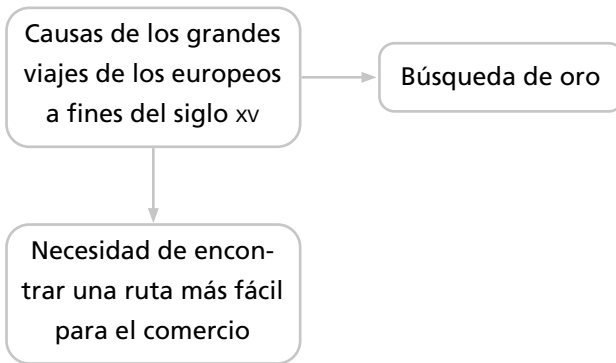 Causas de los grandes
viajes de los europeos
a fines del siglo xv
Búsqueda de oro
Necesidad de encon-
trar una ruta más fácil
para el comercio